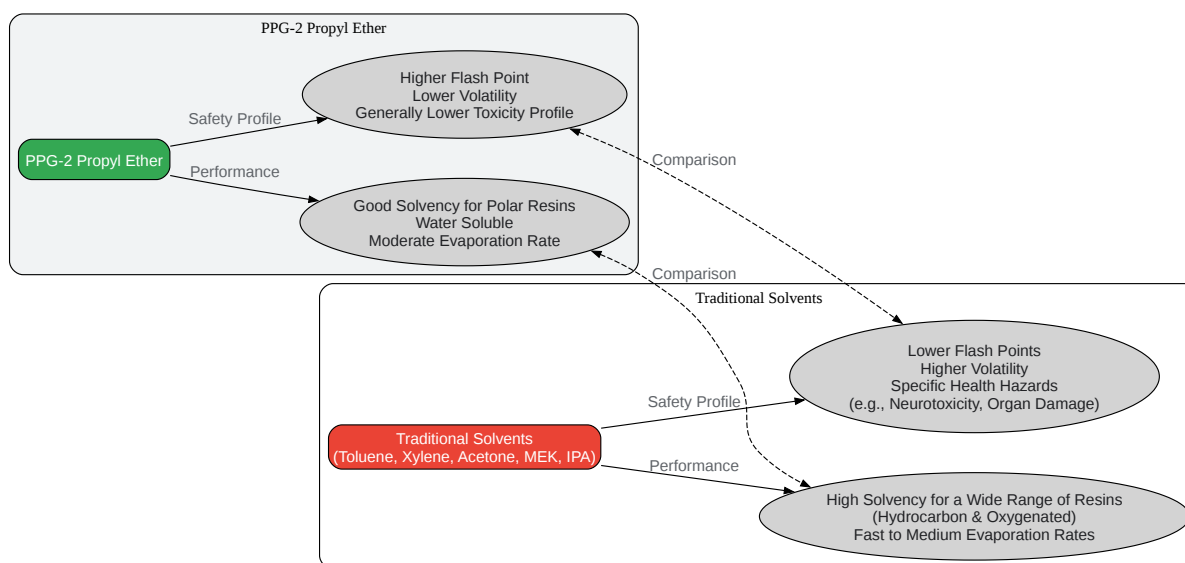 PPG-2 Propyl Ether
Higher Flash Point
Lower Volatility
Generally Lower Toxicity Profile
Safety Profile
PPG-2 Propyl Ether
Performance
Good Solvency for Polar Resins
Water Soluble
Moderate Evaporation Rate
Comparison
Comparison
Traditional Solvents
Lower Flash Points
Higher Volatility
Specific Health Hazards
(e.g., Neurotoxicity, Organ Damage)
Safety Profile
Traditional Solvents
(Toluene, Xylene, Acetone, MEK, IPA)
Performance
High Solvency for a Wide Range of Resins
(Hydrocarbon & Oxygenated)
Fast to Medium Evaporation Rates